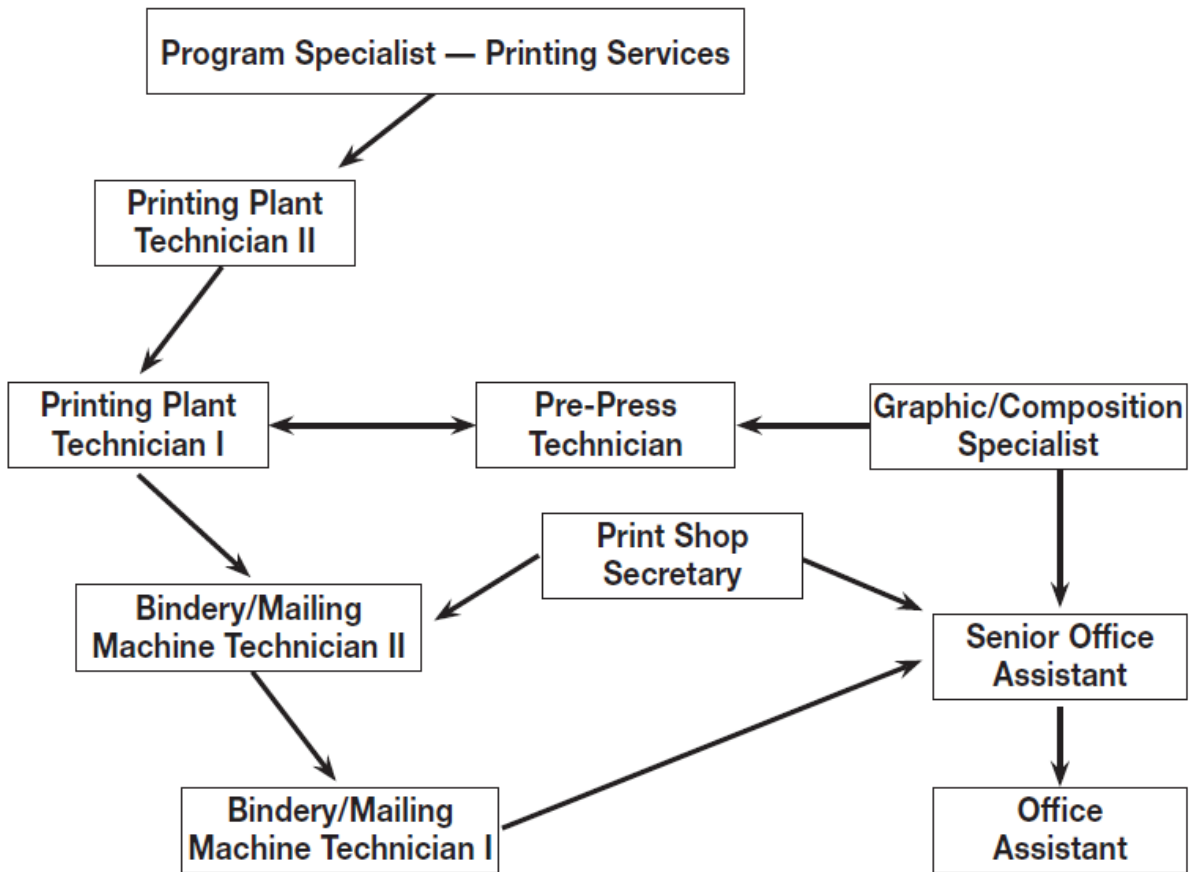 Program Specialist — Printing Services
Printing Plant
Technician II
Printing Plant
Technician I
Pre-Press
Technician
Graphic/Composition
Specialist
Print Shop
Secretary
Bindery/Mailing
Machine Technician II
Senior Office
Assistant
Bindery/Mailing
Machine Technician I
Office
Assistant